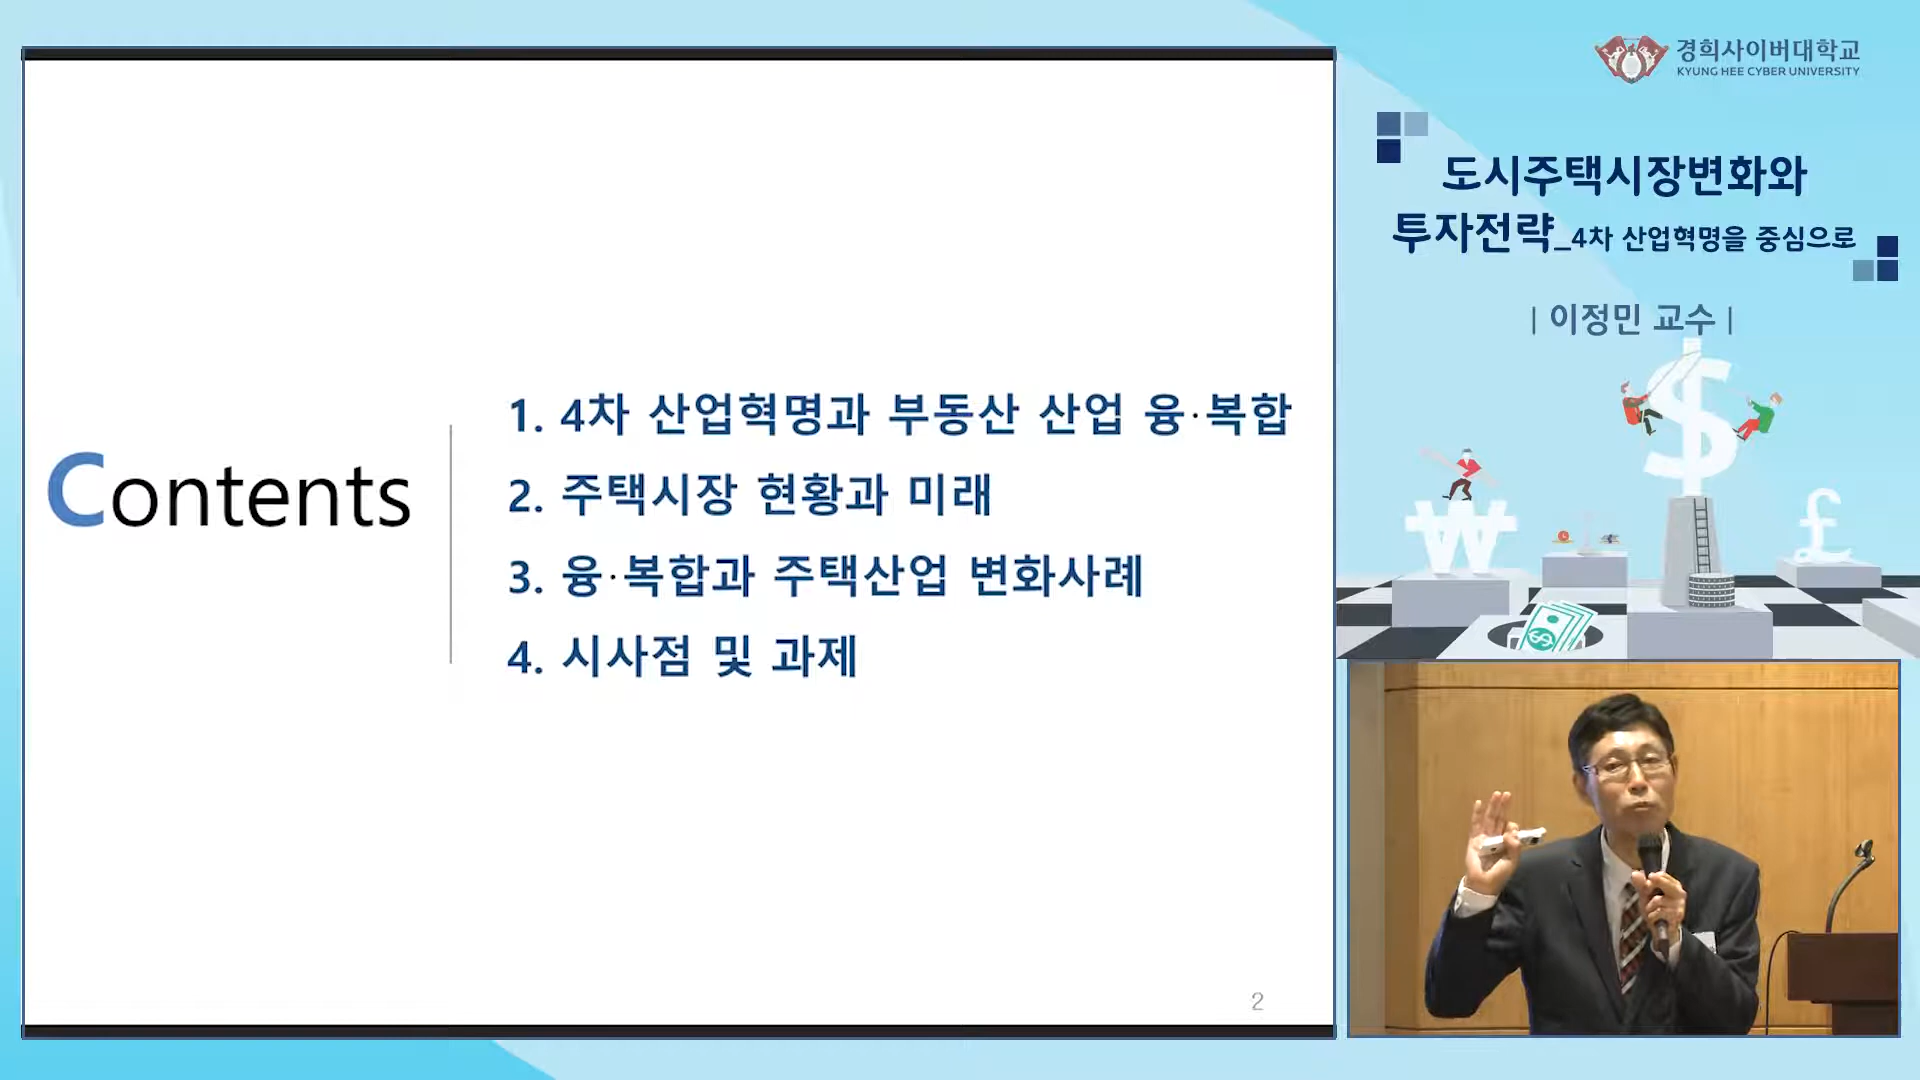 Contents
1. 4차 산업혁명과 부동산 산업 융·복합
2. 주택시장 현황과 미래
3. 융·복합과 주택산업 변화사례
4. 시사점 및 과제
2
경희사이버대학교
KYUNG HEE CYBER UNIVERSITY
도시주택시장변화와
투자전략_4차 산업혁명을 중심으로
| 이정민 교수 |